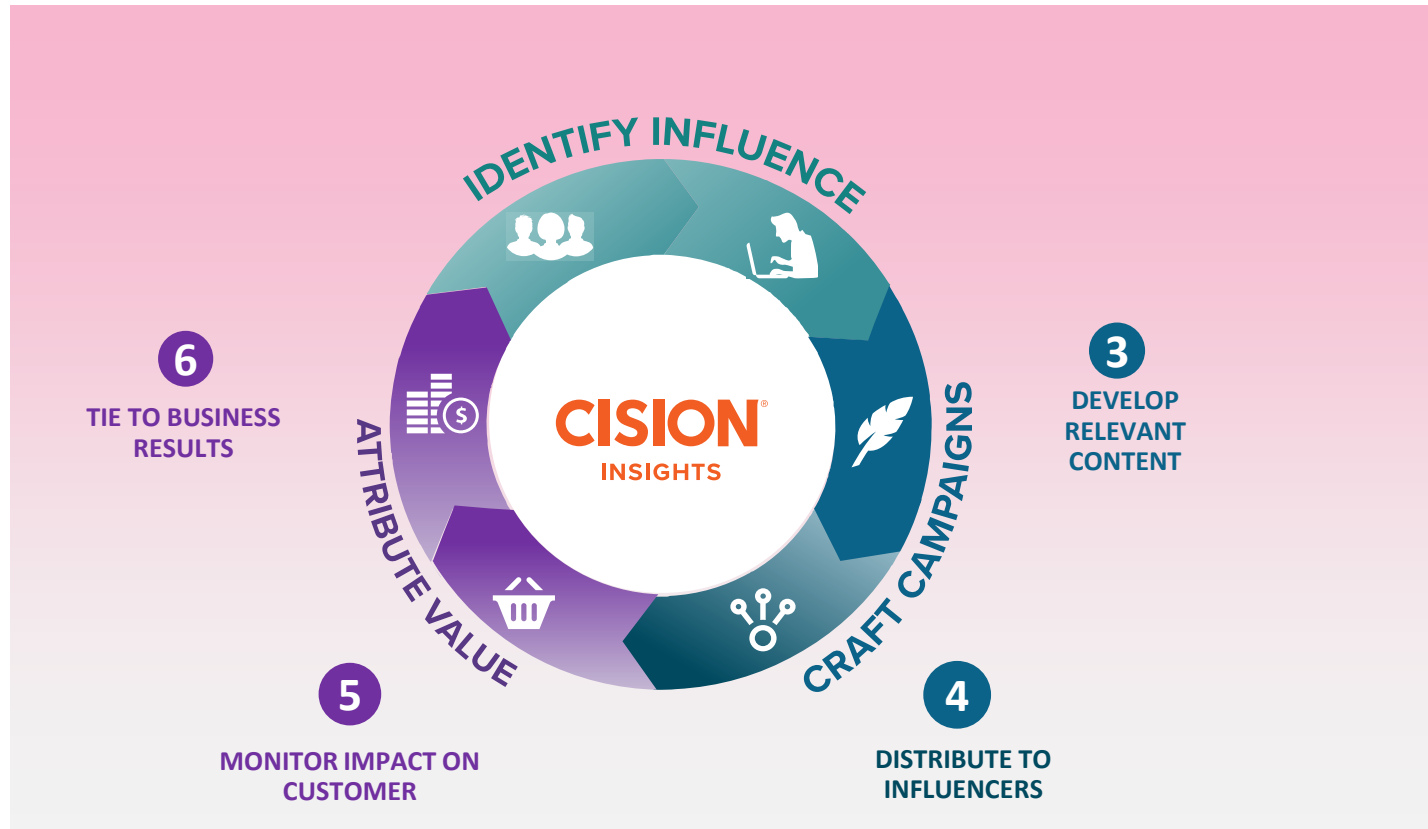 IDENTIFY INFLUENCE
6
TIE TO BUSINESS
RESULTS
3
DEVELOP
RELEVANT
CONTENT
CISION®
INSIGHTS
$
ATTRIBUTE VALUE
CRAFT CAMPAIGNS
5
MONITOR IMPACT ON
CUSTOMER
4
DISTRIBUTE TO
INFLUENCERS